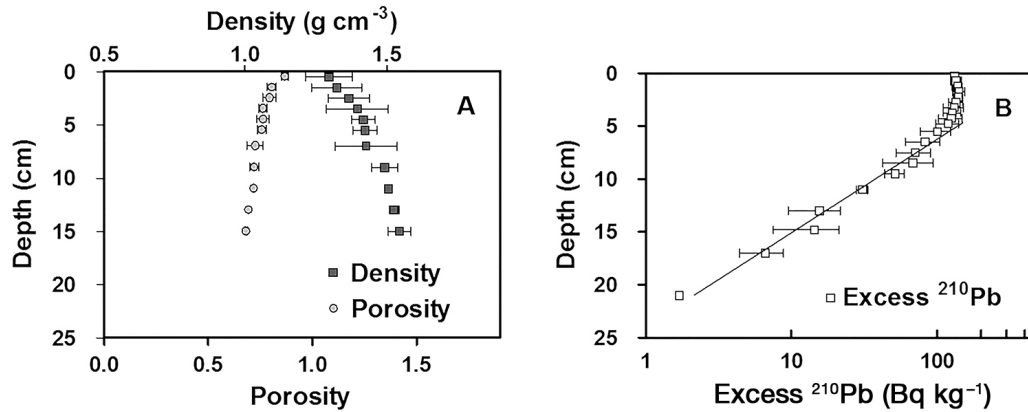 Density (g cm⁻³)
0.5 1.0 1.5
0
5
10
15
20
25
Depth (cm)
A
Density
Porosity
0.0 0.5 1.0 1.5
Porosity
0
5
10
15
20
25
Depth (cm)
B
Excess ²¹⁰Pb
1 10 100
Excess ²¹⁰Pb (Bq kg⁻¹)